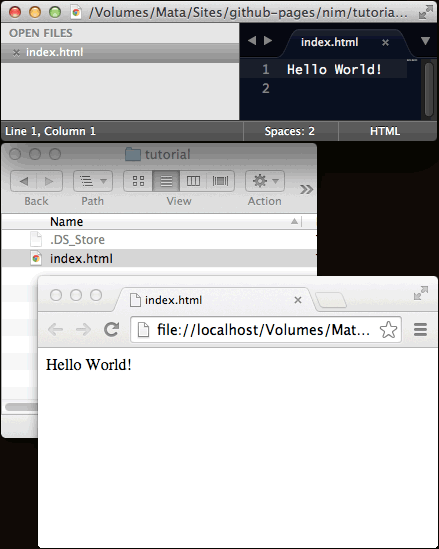 /Volumes/Mata/Sites/github-pages/nim/tutoria...
OPEN FILES
× index.html
index.html ×
1 Hello World!
2
Line 1, Column 1 Spaces: 2 HTML
tutorial
Back Path View Action
Name
.DS_Store
index.html
index.html ×
file://localhost/Volumes/Mat...
Hello World!